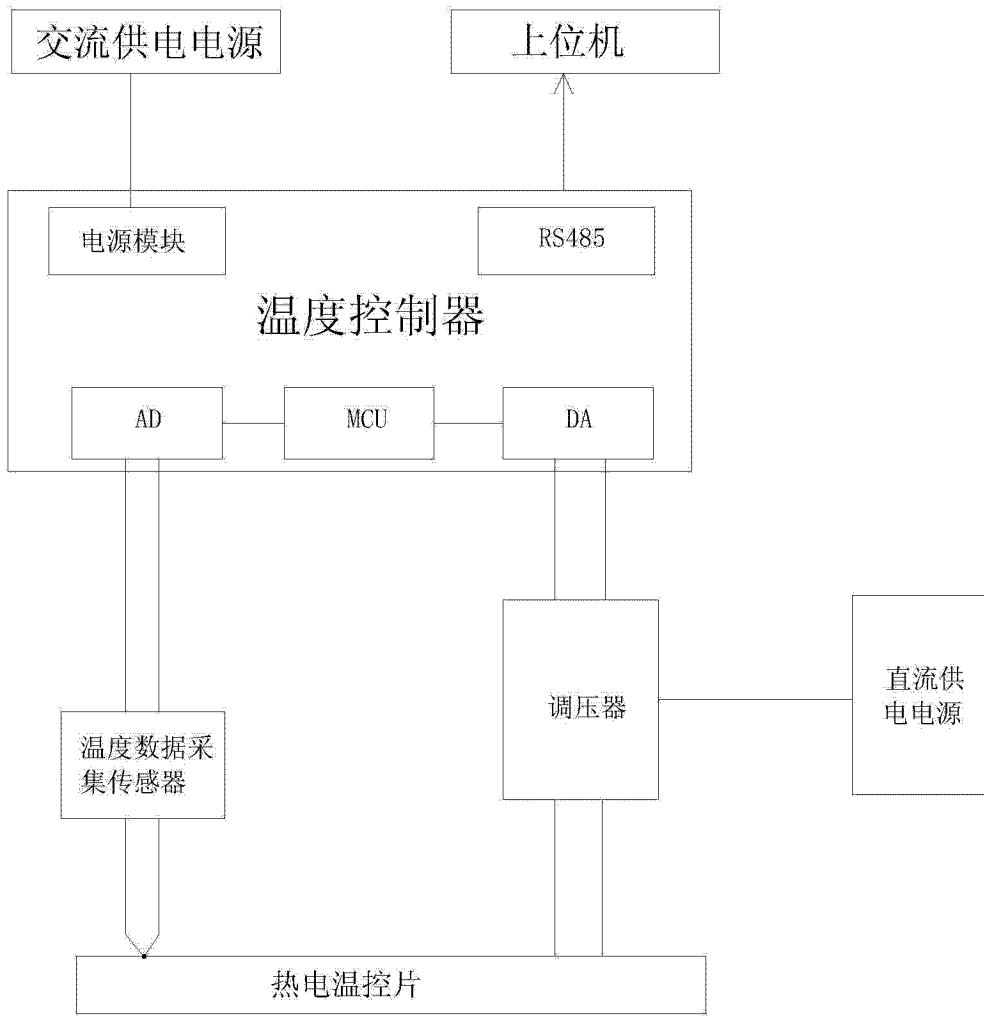 交流供电电源
上位机
电源模块
RS485
温度控制器
AD
MCU
DA
调压器
直流供
电电源
温度数据采
集传感器
热电温控片